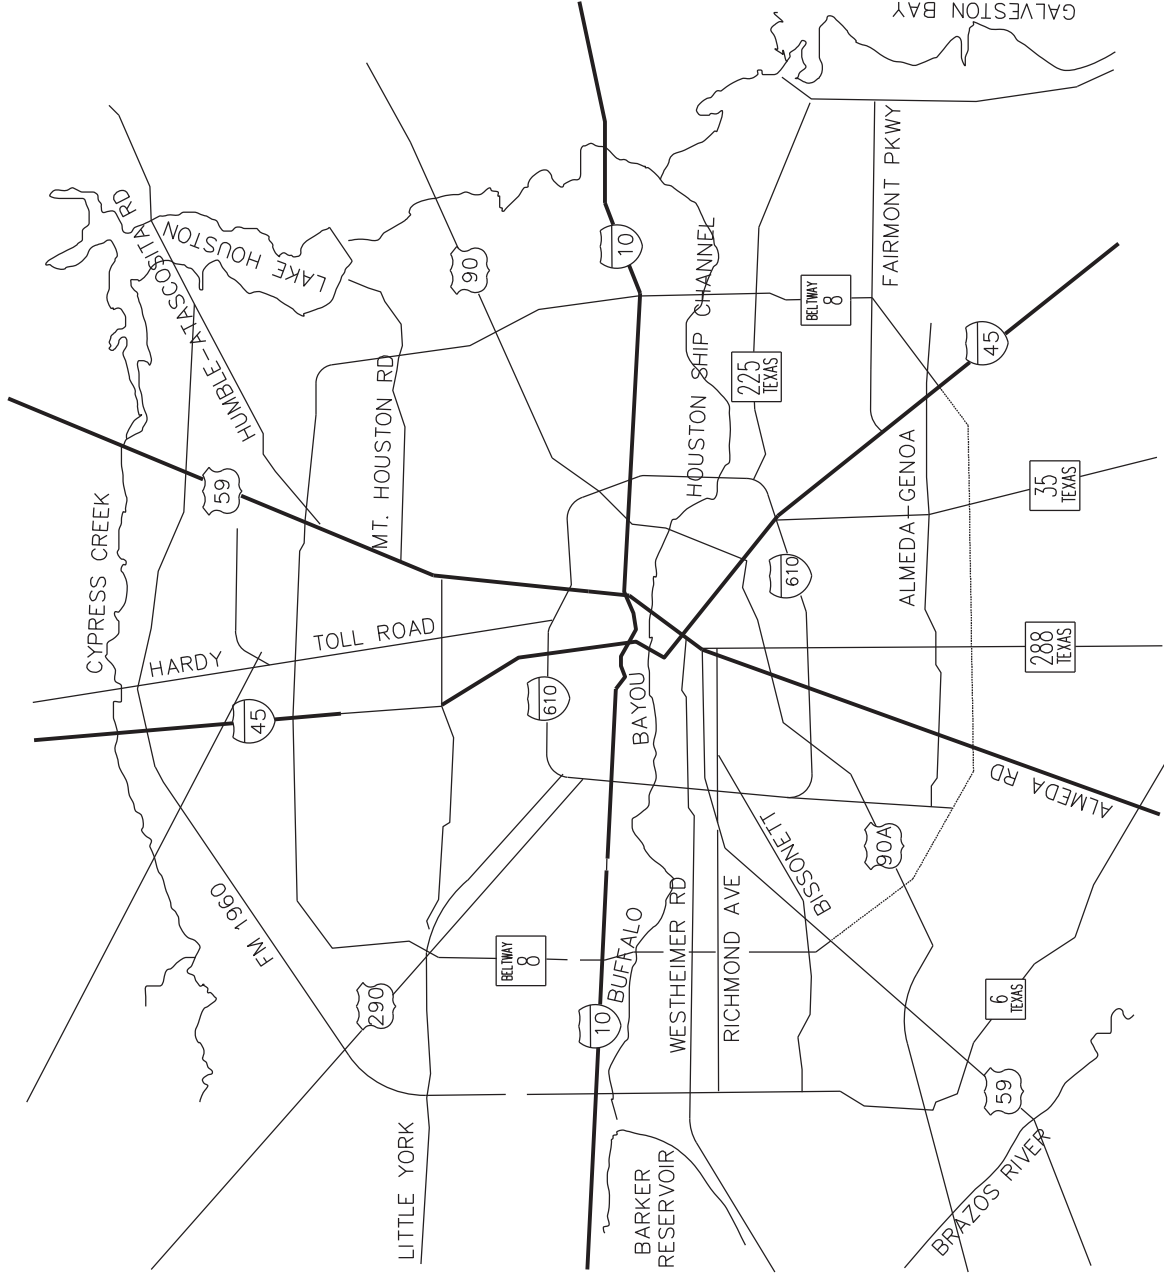 GALVESTON BAY
HUMBLE-ATASCOSITA RD
LAKE HOUSTON
90
10
FAIRMONT PKWY
HOUSTON SHIP CHANNEL
BELTWAY
8
45
225
TEXAS
MT. HOUSTON RD
59
CYPRESS CREEK
ALMEDA-GENOA
35
TEXAS
610
HARDY
TOLL ROAD
288
TEXAS
45
610
BAYOU
ALMEDA RD
90A
BISSONETT
FM 1960
BELTWAY
8
BUFFALO
WESTHEIMER RD
RICHMOND AVE
290
10
6
TEXAS
59
LITTLE YORK
BARKER
RESERVOIR
BRAZOS RIVER